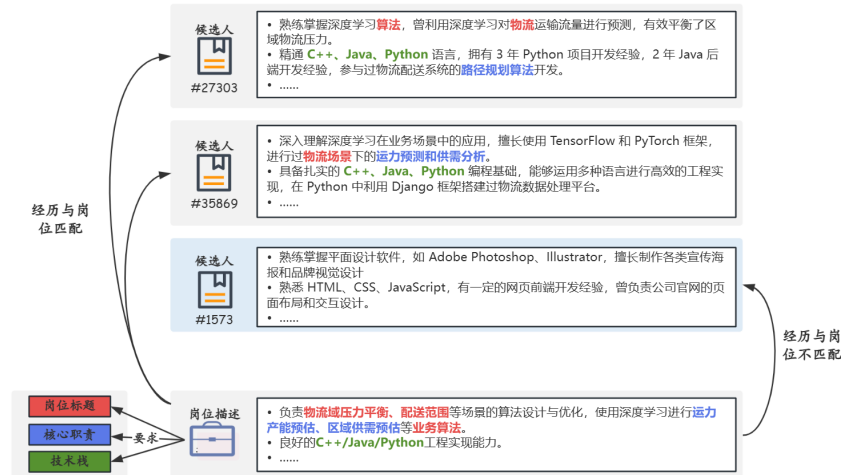 候选人
#27303
• 熟练掌握深度学习算法，曾利用深度学习对物流运输流量进行预测，有效平衡了区
域物流压力。
• 精通 C++、Java、Python 语言，拥有 3 年 Python 项目开发经验，2 年 Java 后
端开发经验，参与过物流配送系统的路径规划算法开发。
• ......
候选人
#35869
• 深入理解深度学习在业务场景中的应用，擅长使用 TensorFlow 和 PyTorch 框架，
进行过物流场景下的运力预测和供需分析。
• 具备扎实的 C++、Java、Python 编程基础，能够运用多种语言进行高效的工程实
现，在 Python 中利用 Django 框架搭建过物流数据处理平台。
• ......
经历与岗
位匹配
候选人
#1573
• 熟练掌握平面设计软件，如 Adobe Photoshop、Illustrator，擅长制作各类宣传海
报和品牌视觉设计
• 熟悉 HTML、CSS、JavaScript，有一定的网页前端开发经验，曾负责公司官网的页
面布局和交互设计。
• ......
经历与岗
位不匹配
岗位标题
核心职责
技术栈
要求
岗位描述
• 负责物流域压力平衡、配送范围等场景的算法设计与优化，使用深度学习进行运力
产能预估、区域供需预估等业务算法。
• 良好的C++/Java/Python工程实现能力。
• ......